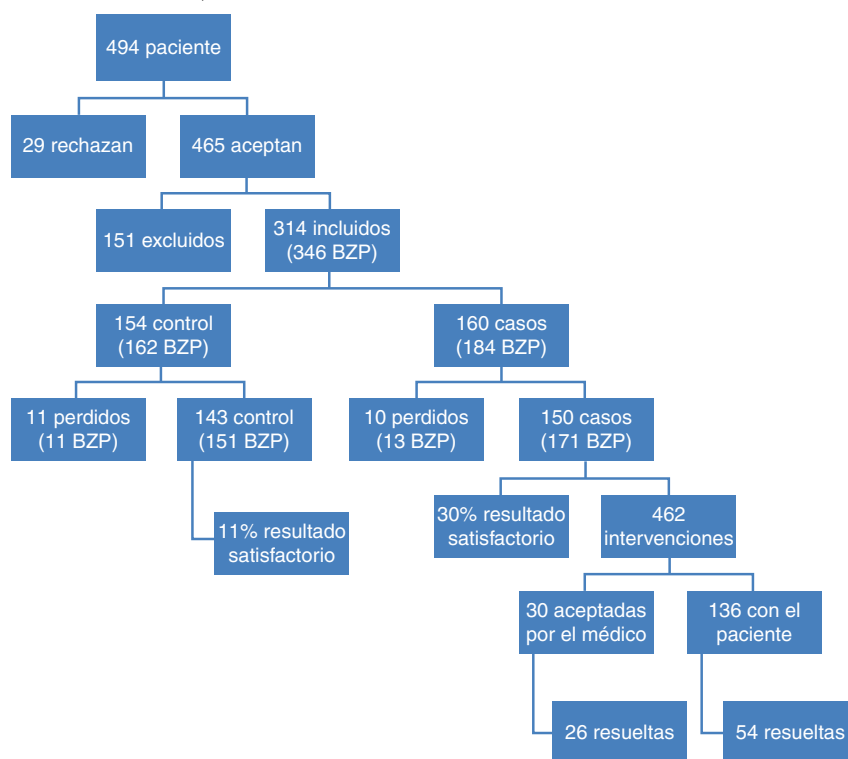 494 paciente
29 rechazan
465 aceptan
151 excluidos
314 incluidos
(346 BZP)
154 control
(162 BZP)
160 casos
(184 BZP)
11 perdidos
(11 BZP)
143 control
(151 BZP)
10 perdidos
(13 BZP)
150 casos
(171 BZP)
11% resultado
satisfactorio
30% resultado
satisfactorio
462
intervenciones
30 aceptadas
por el médico
136 con el
paciente
26 resueltas
54 resueltas